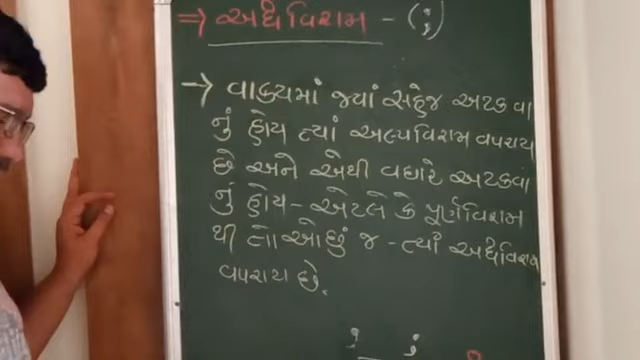 ⇒ અર્ધવિરામ - (;)
→ વાક્યમાં જ્યાં સહેજ અટકવા
નું હોય ત્યાં અલ્પવિરામ વપરાય
છે અને એથી વધારે અટકવા
નું હોય - એટલે કે પૂર્ણવિરામ
થી તો ઓછું જ - ત્યાં અર્ધવિરામ
વપરાય છે.
; ;